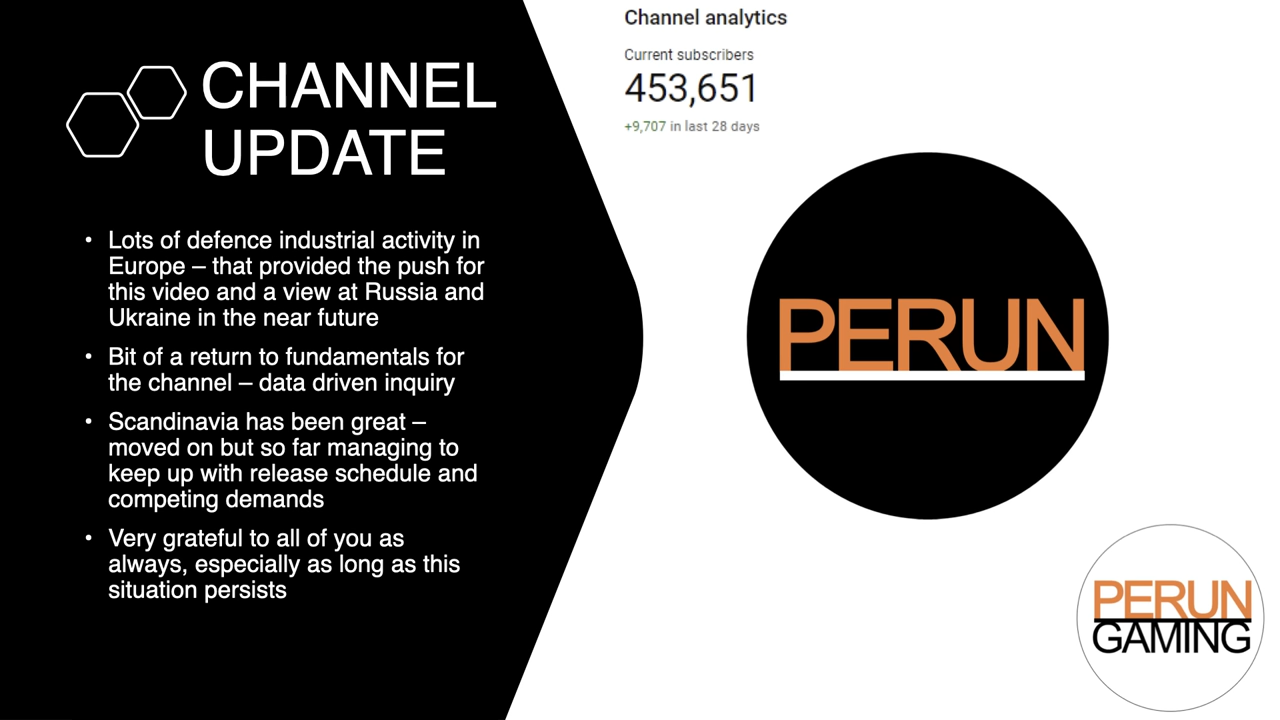 CHANNEL
UPDATE
• Lots of defence industrial activity in
Europe – that provided the push for
this video and a view at Russia and
Ukraine in the near future
• Bit of a return to fundamentals for
the channel – data driven inquiry
• Scandinavia has been great –
moved on but so far managing to
keep up with release schedule and
competing demands
• Very grateful to all of you as
always, especially as long as this
situation persists
Channel analytics
Current subscribers
453,651
+9,707 in last 28 days
PERUN
PERUN
GAMING